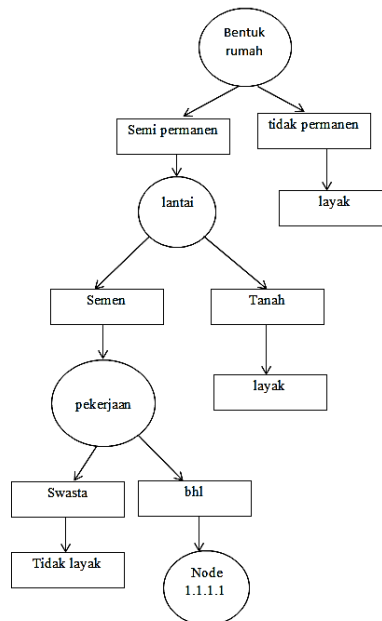 Bentuk
rumah
Semi permanen
tidak permanen
lantai
layak
Semen
Tanah
pekerjaan
layak
Swasta
bhl
Tidak layak
Node
1.1.1.1